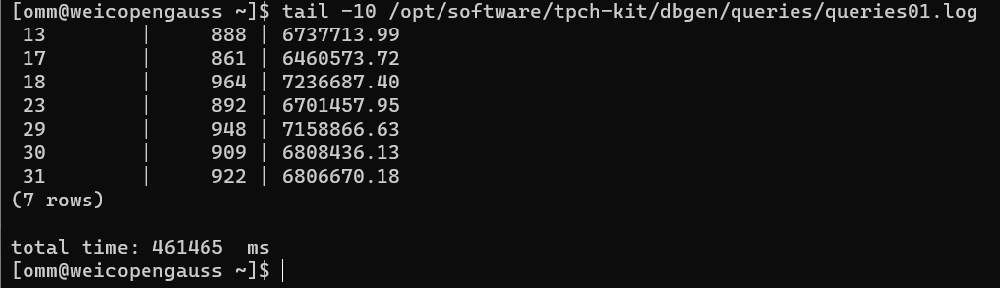 [omm@weicopengauss ~]$ tail -10 /opt/software/tpch-kit/dbgen/queries/queries01.log
 13        |      888 | 6737713.99
 17        |      861 | 6460573.72
 18        |      964 | 7236687.40
 23        |      892 | 6701457.95
 29        |      948 | 7158866.63
 30        |      909 | 6808436.13
 31        |      922 | 6806670.18
(7 rows)

total time: 461465  ms
[omm@weicopengauss ~]$